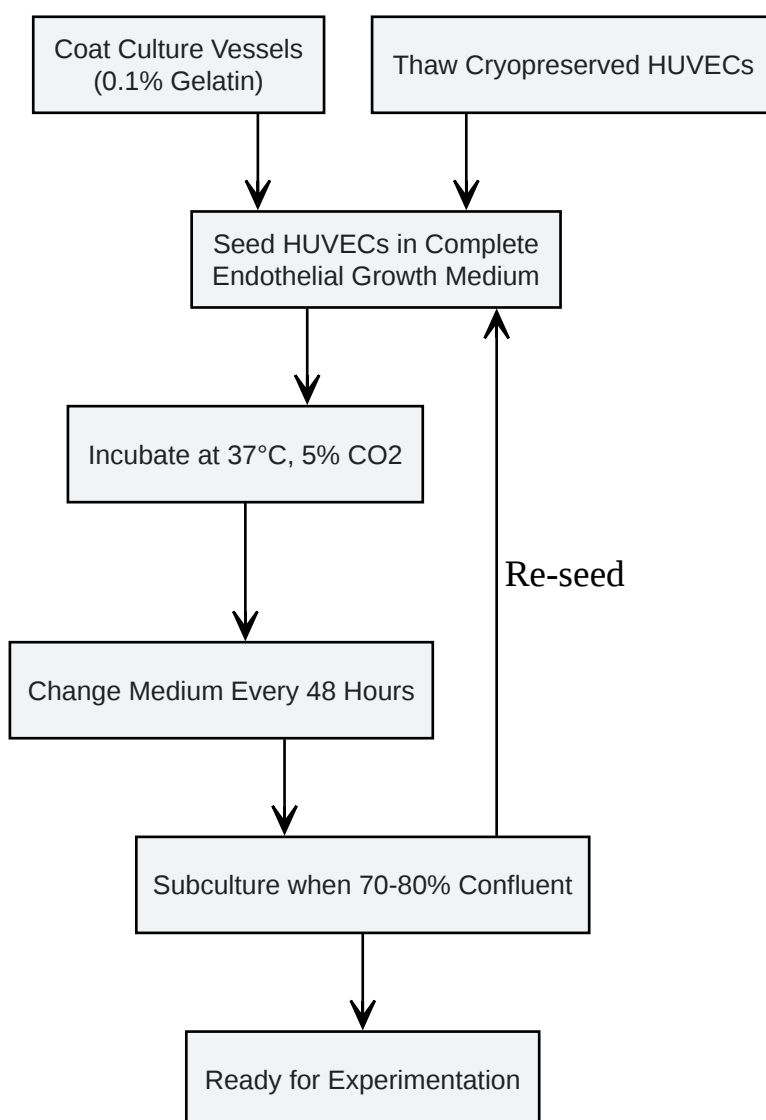 Coat Culture Vessels
(0.1% Gelatin)
Thaw Cryopreserved HUVECs
Seed HUVECs in Complete
Endothelial Growth Medium
Incubate at 37°C, 5% CO2
Re-seed
Change Medium Every 48 Hours
Subculture when 70-80% Confluent
Ready for Experimentation